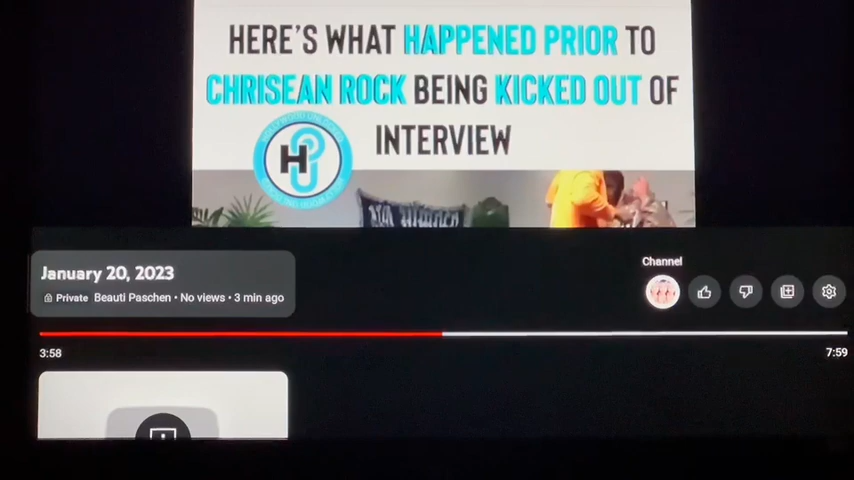 HERE'S WHAT HAPPENED PRIOR TO
CHRISEAN ROCK BEING KICKED OUT OF
INTERVIEW
H
January 20, 2023
Private Beauti Paschen • No views • 3 min ago
Channel
3:58
7:59